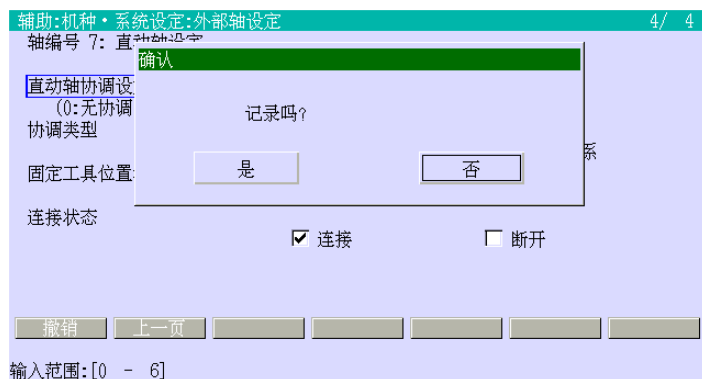 辅助:机种·系统设定:外部轴设定 4/ 4
轴编号 7: 直动轴设定
确认
直动轴协调设
(0:无协调
记录吗?
协调类型
系
固定工具位置
是 否
连接状态
连接 断开
撤销 上一页
输入范围:[0 - 6]